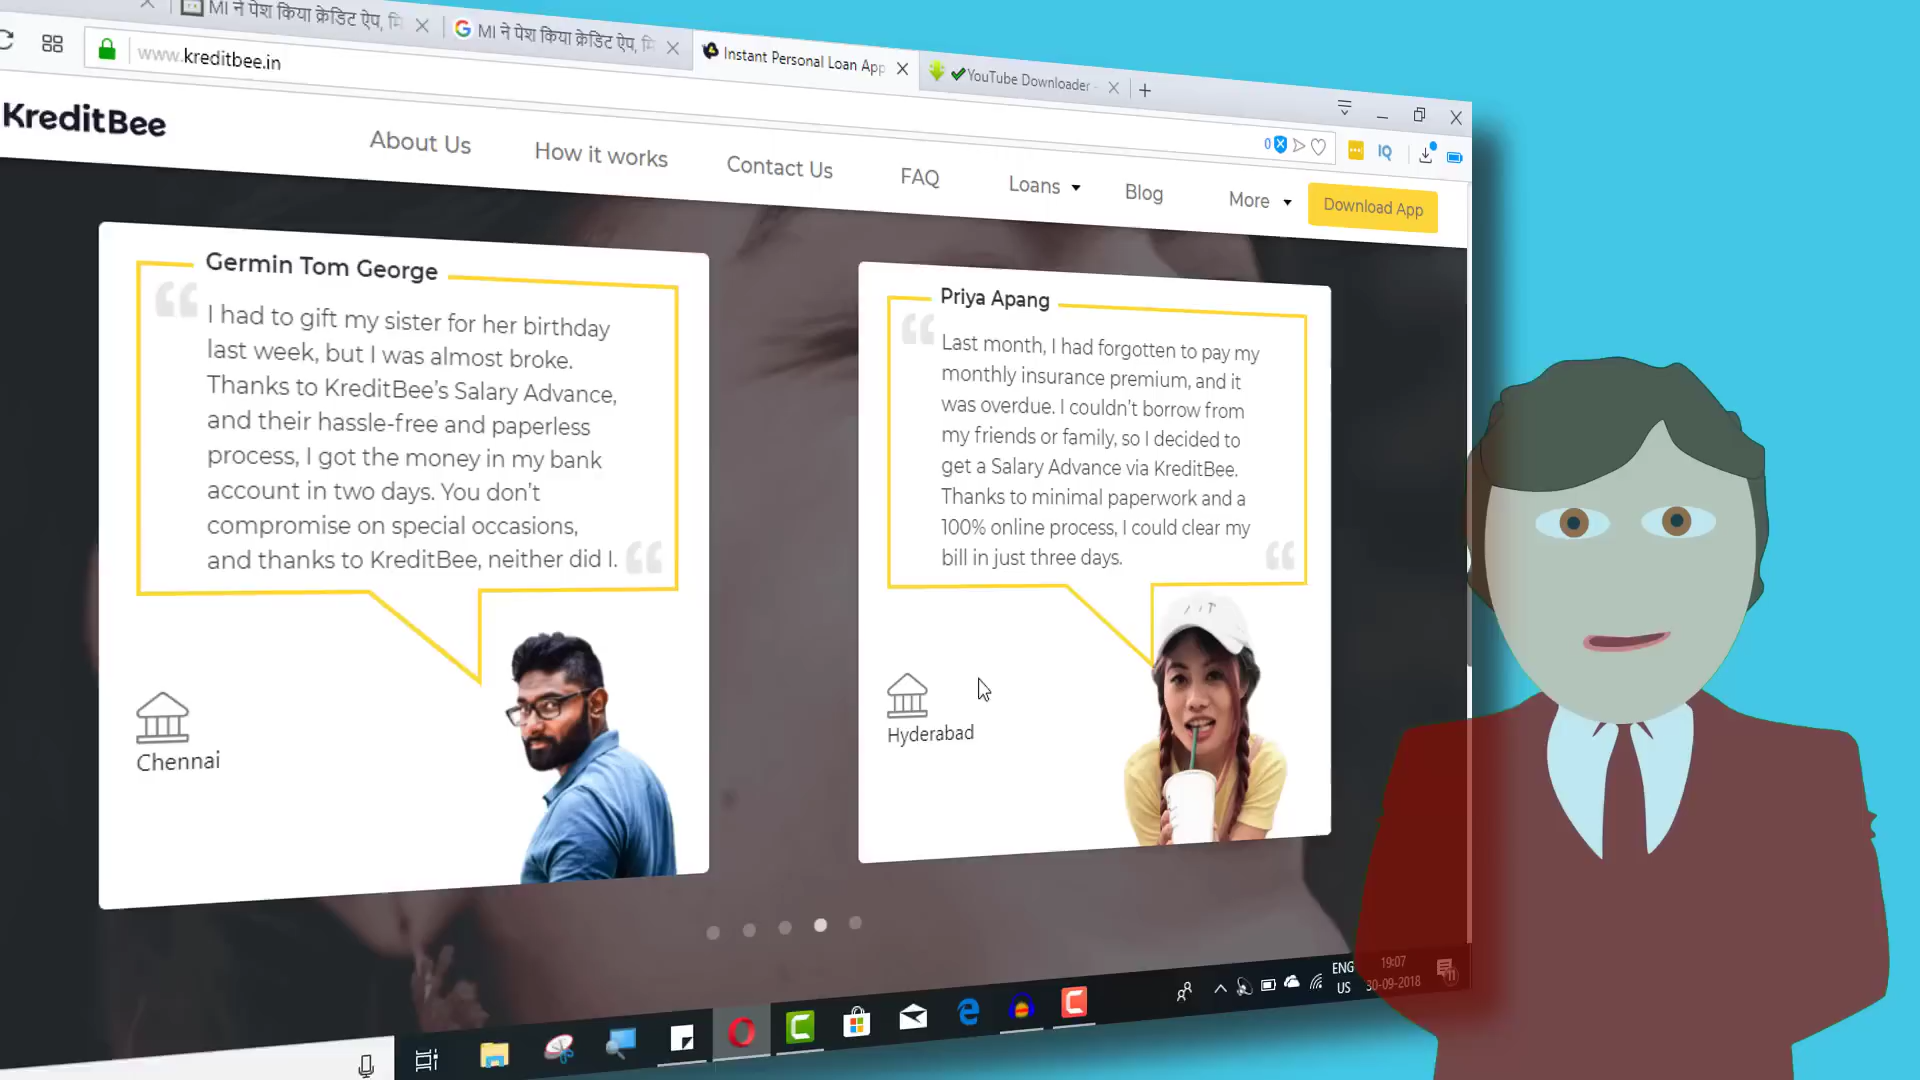 MI ने पेश किया क्रेडिट ऐप, मि
MI ने पेश किया क्रेडिट ऐप, मि
Instant Personal Loan App
YouTube Downloader -
www.kreditbee.in
0
IQ
KreditBee
About Us
How it works
Contact Us
FAQ
Loans
Blog
More
Download App
Germin Tom George
I had to gift my sister for her birthday
last week, but I was almost broke.
Thanks to KreditBee's Salary Advance,
and their hassle-free and paperless
process, I got the money in my bank
account in two days. You don't
compromise on special occasions,
and thanks to KreditBee, neither did I.
Chennai
Priya Apang
Last month, I had forgotten to pay my
monthly insurance premium, and it
was overdue. I couldn't borrow from
my friends or family, so I decided to
get a Salary Advance via KreditBee.
Thanks to minimal paperwork and a
100% online process, I could clear my
bill in just three days.
Hyderabad
ENG
US
19:07
30-09-2018
11